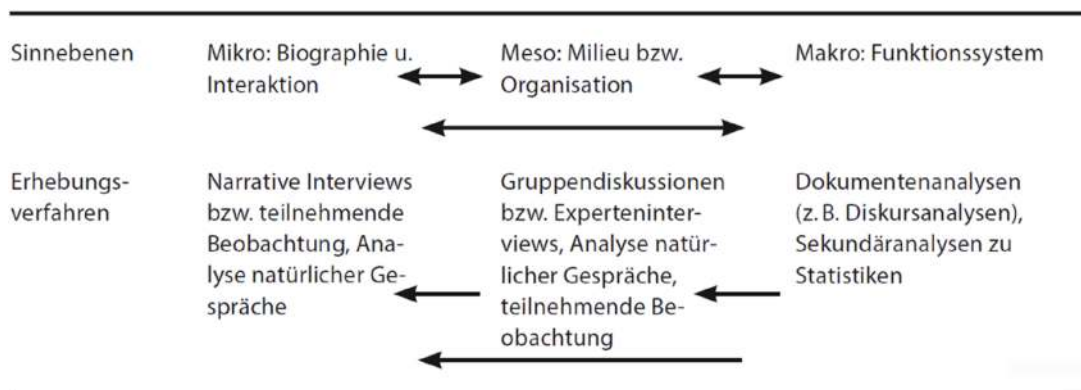 Sinnebenen
Mikro: Biographie u.
Interaktion
Meso: Milieu bzw.
Organisation
Makro: Funktionssystem
Erhebungs-
verfahren
Narrative Interviews
bzw. teilnehmende
Beobachtung, Ana-
lyse natürlicher Ge-
spräche
Gruppendiskussionen
bzw. Experteninter-
views, Analyse natür-
licher Gespräche,
teilnehmende Be-
obachtung
Dokumentenanalysen
(z. B. Diskursanalysen),
Sekundäranalysen zu
Statistiken